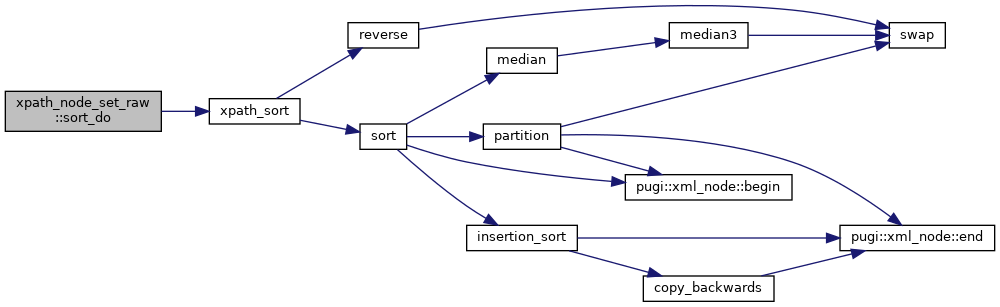 xpath_node_set_raw
::sort_do
xpath_sort
reverse
sort
median
median3
swap
partition
pugi::xml_node::begin
insertion_sort
pugi::xml_node::end
copy_backwards